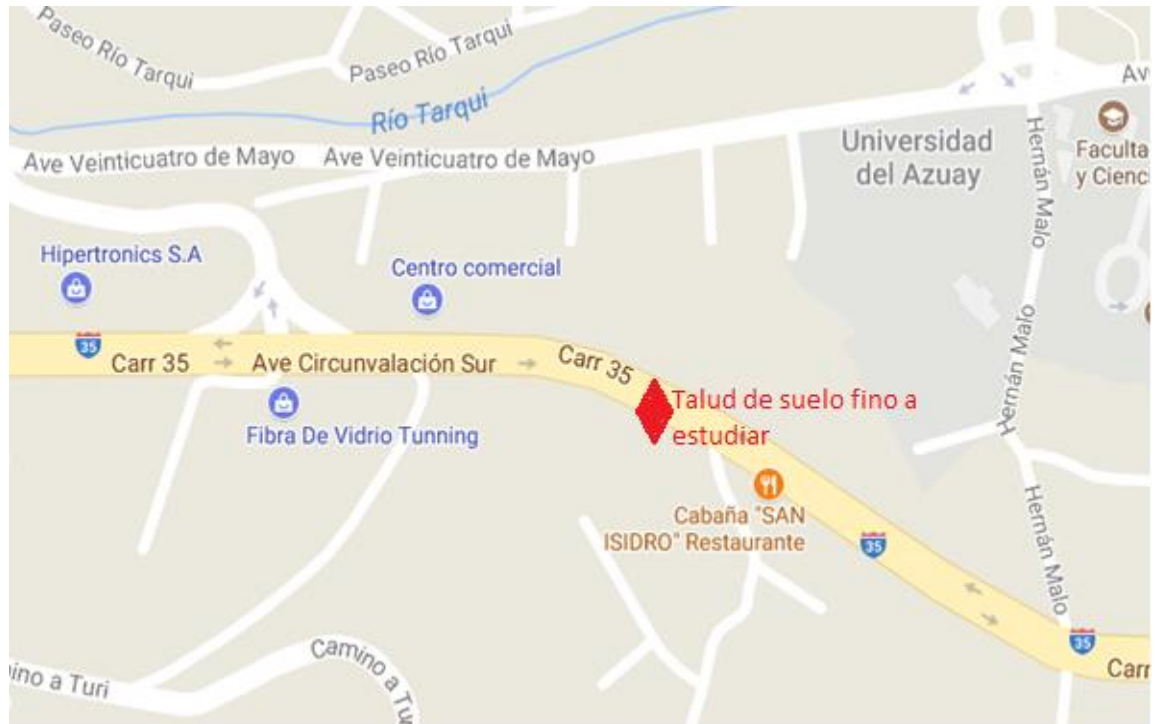 Paseo Río Tarqui
Paseo Río Tarqui
Río Tarqui
Av
Ave Veinticuatro de Mayo
Ave Veinticuatro de Mayo
Universidad
del Azuay
Hernán Malo
Faculta
y Cienc
Hipertronics S.A
Centro comercial
35
Carr 35
Ave Circunvalación Sur
Carr 35
Hernán Malo
Talud de suelo fino a
estudiar
Fibra De Vidrio Tunning
Cabaña "SAN
ISIDRO" Restaurante
35
Hernán Malo
35
Carr
ino a Turi
Camino a Tu